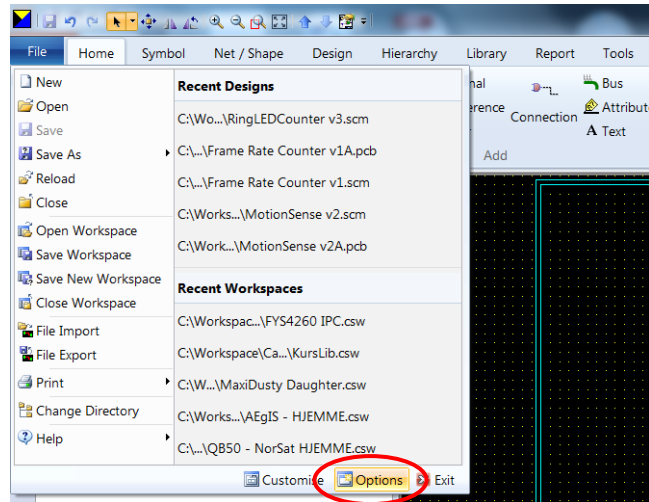 File Home Symbol Net / Shape Design Hierarchy Library Report Tools
New
Open
Save
Save As
Reload
Close
Open Workspace
Save Workspace
Save New Workspace
Close Workspace
File Import
File Export
Print
Change Directory
Help
Recent Designs
C:\Wo...\RingLEDCounter v3.scm
C:\...\Frame Rate Counter v1A.pcb
C:\...\Frame Rate Counter v1.scm
C:\Works...\MotionSense v2.scm
C:\Work...\MotionSense v2A.pcb
Recent Workspaces
C:\Workspac...\FYS4260 IPC.csw
C:\Workspace\Ca...\KursLib.csw
C:\W...\MaxiDusty Daughter.csw
C:\Works...\AEgIS - HJEMME.csw
C:\...\QB50 - NorSat HJEMME.csw
Customise Options Exit
Connection
Bus
A Text
Add